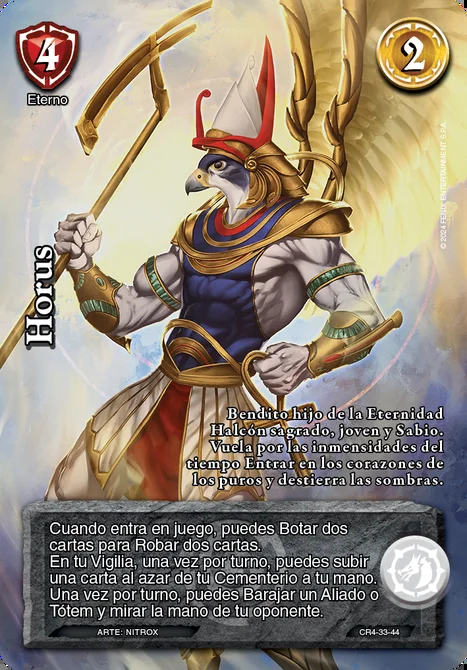 4
2
Eterno
© 2024 FENIX ENTERTAINMENT S.P.A.
Horus
Bendito hijo de la Eternidad
Halcón sagrado, joven y Sabio.
Vuela por las inmensidades del
tiempo Entrar en los corazones de
los puros y destierra las sombras.
Cuando entra en juego, puedes Botar dos
cartas para Robar dos cartas.
En tu Vigilia, una vez por turno, puedes subir
una carta al azar de tu Cementerio a tu mano.
Una vez por turno, puedes Barajar un Aliado o
Tótem y mirar la mano de tu oponente.
ARTE: NITROX
CR4-33-44